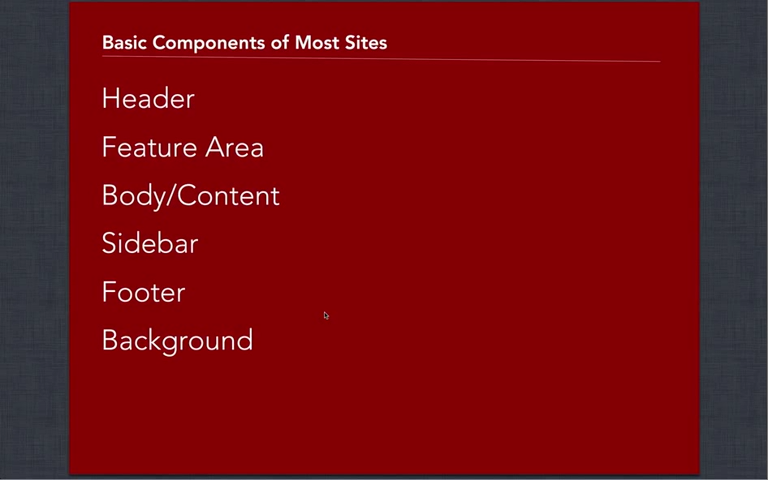 Basic Components of Most Sites
Header
Feature Area
Body/Content
Sidebar
Footer
Background